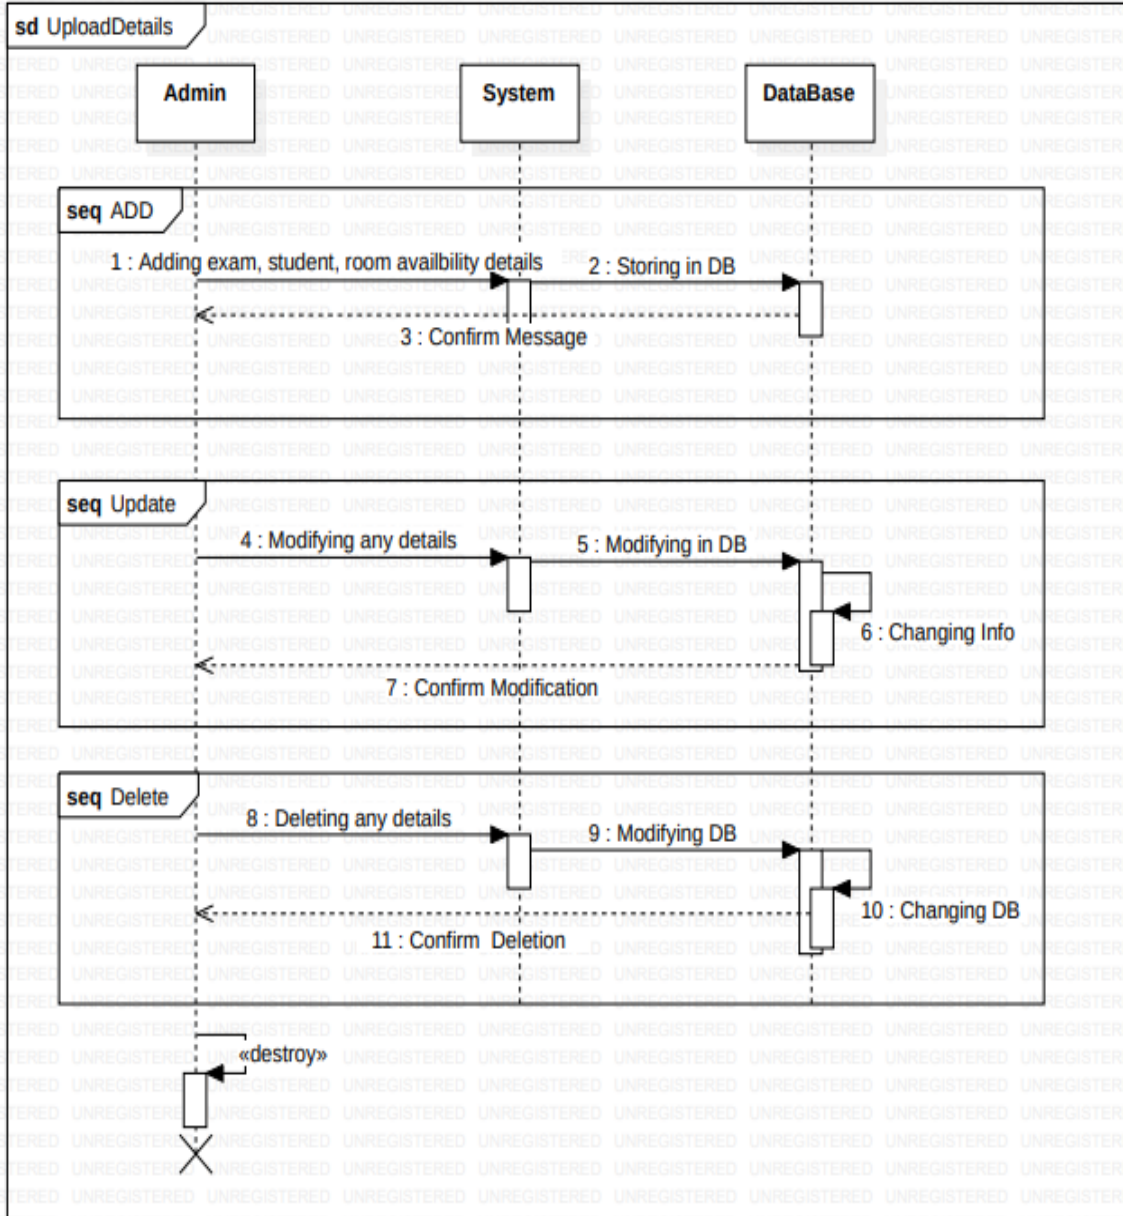 sd UploadDetails
Admin
System
DataBase
seq ADD
1 : Adding exam, student, room availbility details
2 : Storing in DB
3 : Confirm Message
seq Update
4 : Modifying any details
5 : Modifying in DB
6 : Changing Info
7 : Confirm Modification
seq Delete
8 : Deleting any details
9 : Modifying DB
10 : Changing DB
11 : Confirm Deletion
«destroy»
UNREGISTERED